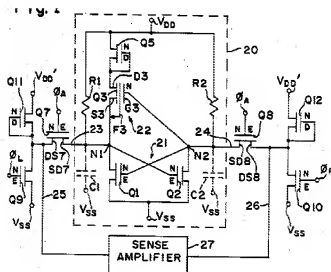 VDD
Q5
20
Q11
VDD'
ØA
R1
D3
R2
ØA
VDD'
Q12
Q7
Q3
G3
Q8
S3
23
F3
22
24
N1
N2
DS7
SD7
SD8
DS8
ØL
21
C1
Q1
Q2
C2
Q9
25
VSS
VSS
26
Q10
VSS
VSS
VSS
SENSE
AMPLIFIER
27